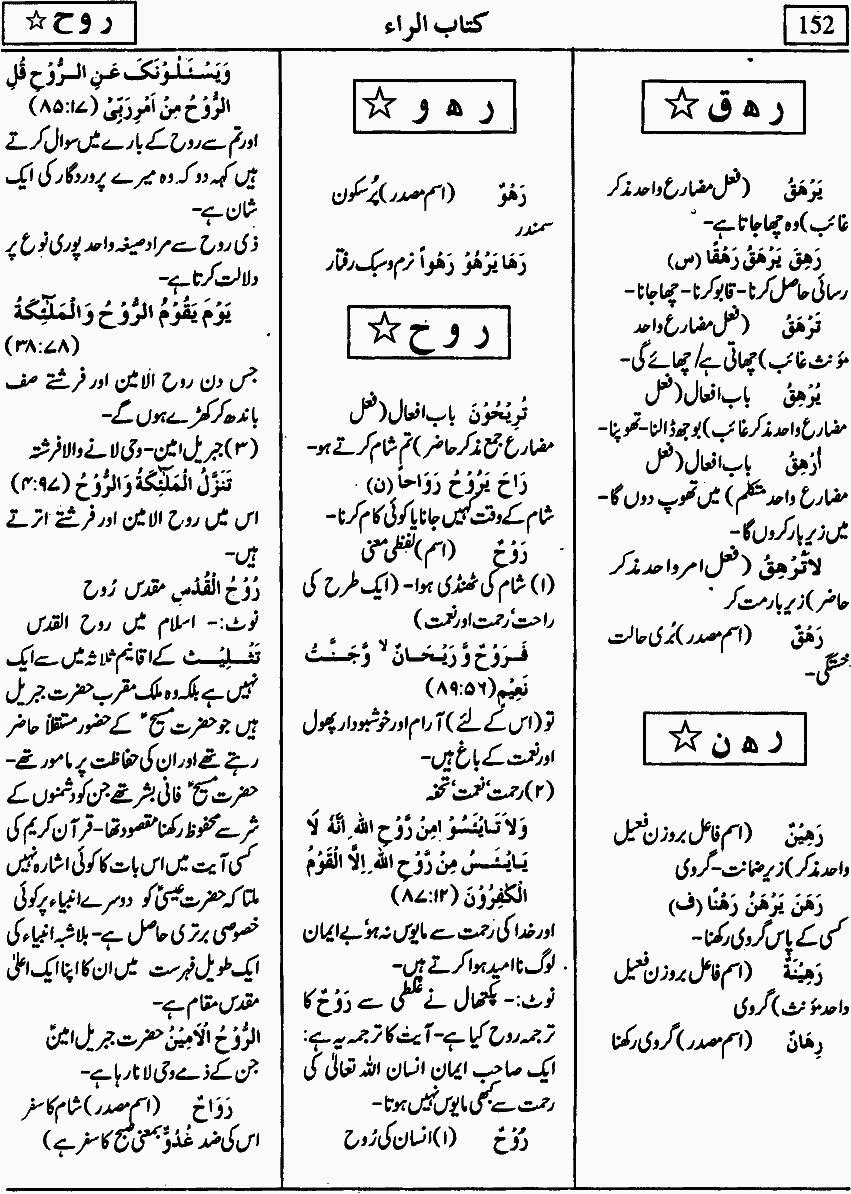 152
کتاب الراء
روح ☆
رھق ☆
یَرْھَقُ (فعل مضارع واحد مذکر
غائب) وہ چھا جاتا ہے-
رَھِقَ یَرْھَقُ رَھْقًا (س)
رسائی حاصل کرنا- قابو کرنا- چھا جانا-
تَرْھَقُ (فعل مضارع واحد
مؤنث غائب) چھاتی ہے/ چھائے گی-
یُرْھِقُ باب افعال (فعل
مضارع واحد مذکر غائب) بوجھ ڈالنا- تھوپنا-
اُرْھِقُ باب افعال (فعل
مضارع واحد متکلم) میں تھوپ دوں گا-
میں زیر بار کروں گا-
لَاتُرْھِقُ (فعل امر واحد مذکر
حاضر) زیر بار مت کر
رَھْقٌ (اسم مصدر) بُری حالت
خستگی-
رھن ☆
رَھِیْنٌ (اسم فاعل بروزن فعیل
واحد مذکر) زیر ضمانت- گروی
رَھَنَ یَرْھَنُ رَھْنًا (ف)
کسی کے پاس گروی رکھنا-
رَھِیْنَةٌ (اسم فاعل بروزن فعیل
واحد مؤنث) گروی
رِھَانٌ (اسم مصدر) گروی رکھنا
رھو ☆
رَھْوٌ (اسم مصدر) پُرسکون
سمندر
رَھَا یَرْھُوْ رَھْواً نرم و سبک رفتار
روح ☆
تُرِیْحُوْنَ باب افعال (فعل
مضارع جمع مذکر حاضر) تم شام کرتے ہو-
رَاحَ یَرُوْحُ رَوَاحاً (ن)
شام کے وقت کہیں جانا یا کوئی کام کرنا-
رَوْحٌ (اسم) لفظی معنی
(۱) شام کی ٹھنڈی ہوا- (ایک طرح کی
راحت‘ رحمت اور نعمت)
فَرَوْحٌ وَّ رَیْحَانٌ ۙ وَّ جَنَّتُ
نَعِیْمٍ (۸۹:۵۶)
تو (اس کے لئے) آرام اور خوشبودار پھول
اور نعمت کے باغ ہیں-
(۲) رحمت‘ نعمت‘ تحفہ
وَلَا تَایْئَسُوْا مِنْ رَّوْحِ اللّٰهِ اِنَّهٗ لَا
یَایْئَسُ مِنْ رَّوْحِ اللّٰهِ اِلَّا الْقَوْمُ
الْكٰفِرُوْنَ (۸۷:۱۲)
اور خدا کی رحمت سے مایوس نہ ہو‘ بے ایمان
لوگ ناامید ہوا کرتے ہیں-
نوٹ:- پکتھال نے غلطی سے رَوْحٌ کا
ترجمہ روح کیا ہے- آیت کا ترجمہ یہ ہے:
ایک صاحب ایمان انسان اللہ تعالیٰ کی
رحمت سے کبھی مایوس نہیں ہوتا-
رُوْحٌ (۱) انسان کی رُوح
وَیَسْئَلُوْنَکَ عَنِ الرُّوْحِ قُلِ
الرُّوْحُ مِنْ اَمْرِ رَبِّیْ (۸۵:۱۷)
اور تم سے روح کے بارے میں سوال کرتے
ہیں کہہ دو کہ وہ میرے پروردگار کی ایک
شان ہے-
ذی روح سے مراد صیغہ واحد پوری نوع پر
دلالت کرتا ہے-
یَوْمَ یَقُوْمُ الرُّوْحُ وَالْمَلٰٓئِکَةُ
(۳۸:۷۸)
جس دن روح الامین اور فرشتے صف
باندھ کر کھڑے ہوں گے-
(۳) جبریل امین- وحی لانے والا فرشتہ
تَنَزَّلُ الْمَلٰٓئِکَةُ وَالرُّوْحُ (۴:۹۷)
اس میں روح الامین اور فرشتے اترتے
ہیں-
رُوْحُ الْقُدُسِ مقدس رُوح
نوٹ:- اسلام میں روح القدس
تثلیث کے اقانیم ثلاثہ میں سے ایک
نہیں ہے بلکہ وہ ملک مقرب حضرت جبریل
ہیں جو حضرت مسیحؑ کے حضور مستقلاً حاضر
رہتے تھے اور ان کی حفاظت پر مامور تھے-
حضرت مسیحؑ فانی بشر تھے جن کو دشمنوں کے
شر سے محفوظ رکھنا مقصود تھا- قرآن کریم کی
کسی آیت میں اس بات کا کوئی اشارہ نہیں
ملتا کہ حضرت عیسیٰؑ کو دوسرے انبیاء پر کوئی
خصوصی برتری حاصل ہے- بلاشبہ انبیاء کی
ایک طویل فہرست میں ان کا اپنا ایک اعلیٰ
مقدس مقام ہے-
الرُّوْحُ الْاَمِیْنُ حضرت جبریل امینؑ
جن کے ذمے وحی لانا رہا ہے-
رَوَاحٌ (اسم مصدر) شام کا سفر
اس کی ضد غُدُوٌّ بمعنی صبح کا سفر ہے)